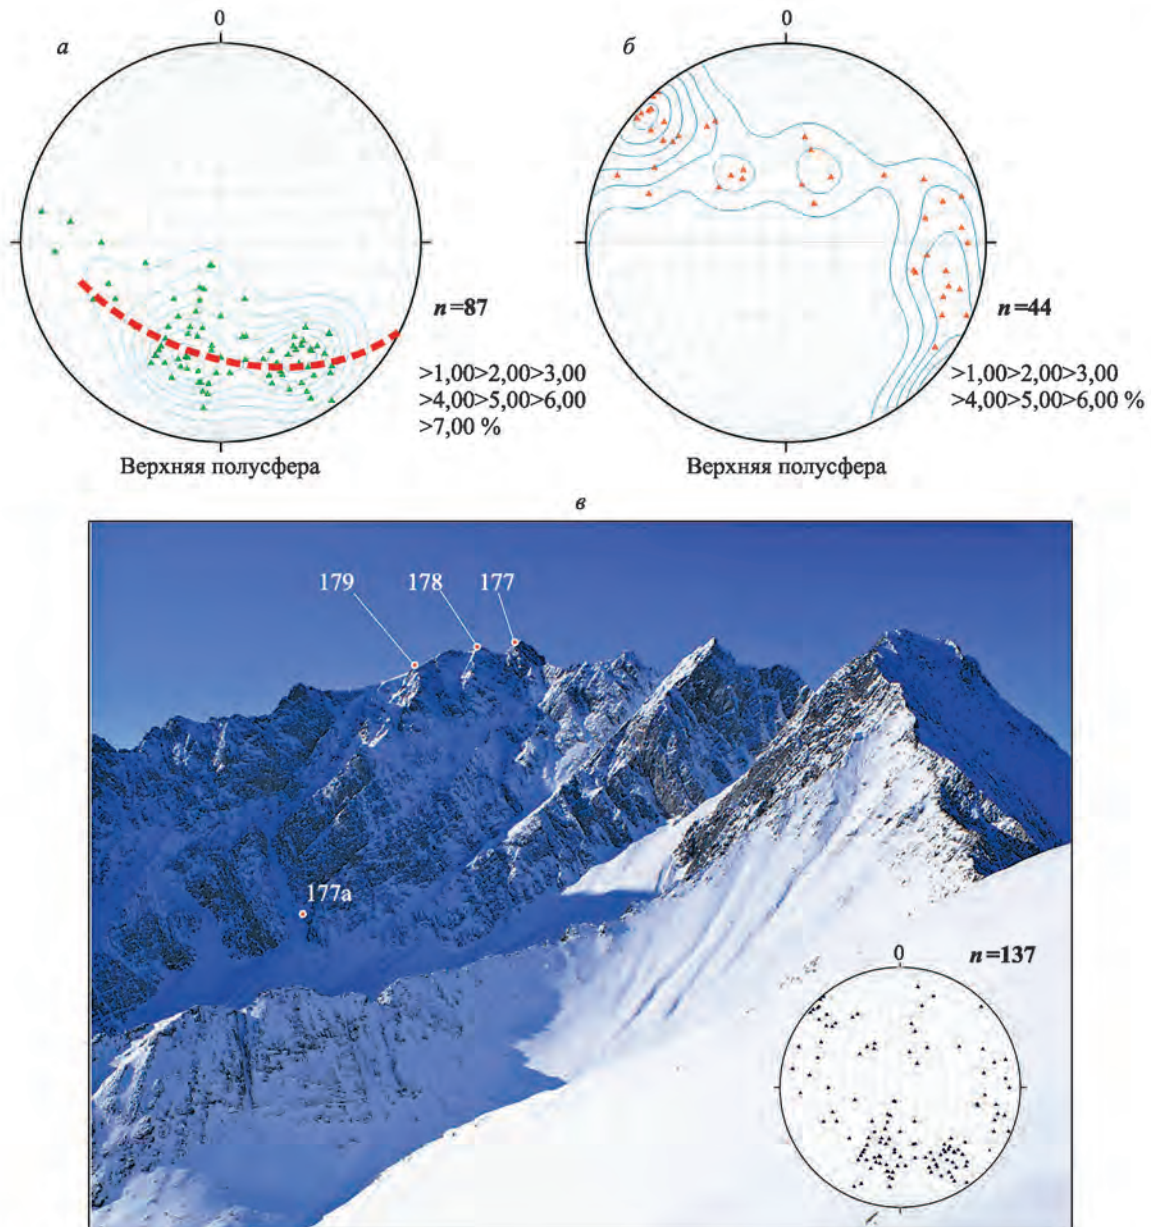 а
0
n=87
>1,00>2,00>3,00
>4,00>5,00>6,00
>7,00 %
Верхняя полусфера
б
0
n=44
>1,00>2,00>3,00
>4,00>5,00>6,00 %
Верхняя полусфера
в
179
178
177
177а
0
n=137